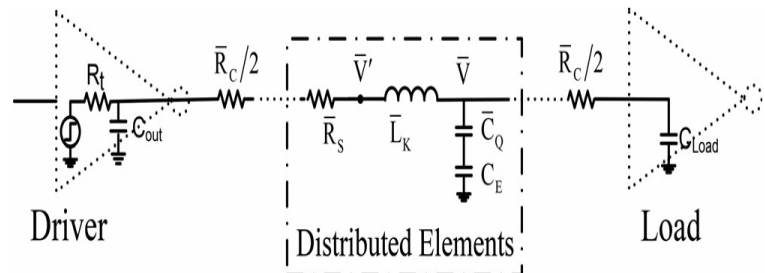 R̄_C/2
V̄′
V̄
R̄_C/2
R_t
C_out
R̄_S
L̄_K
C̄_Q
C_E
C_Load
Driver
Distributed Elements
Load